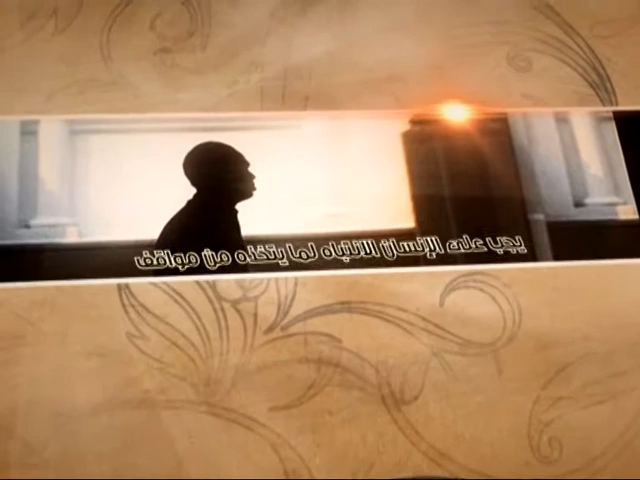 يجب على الإنسان الانتباه لما يتخذه من مواقف